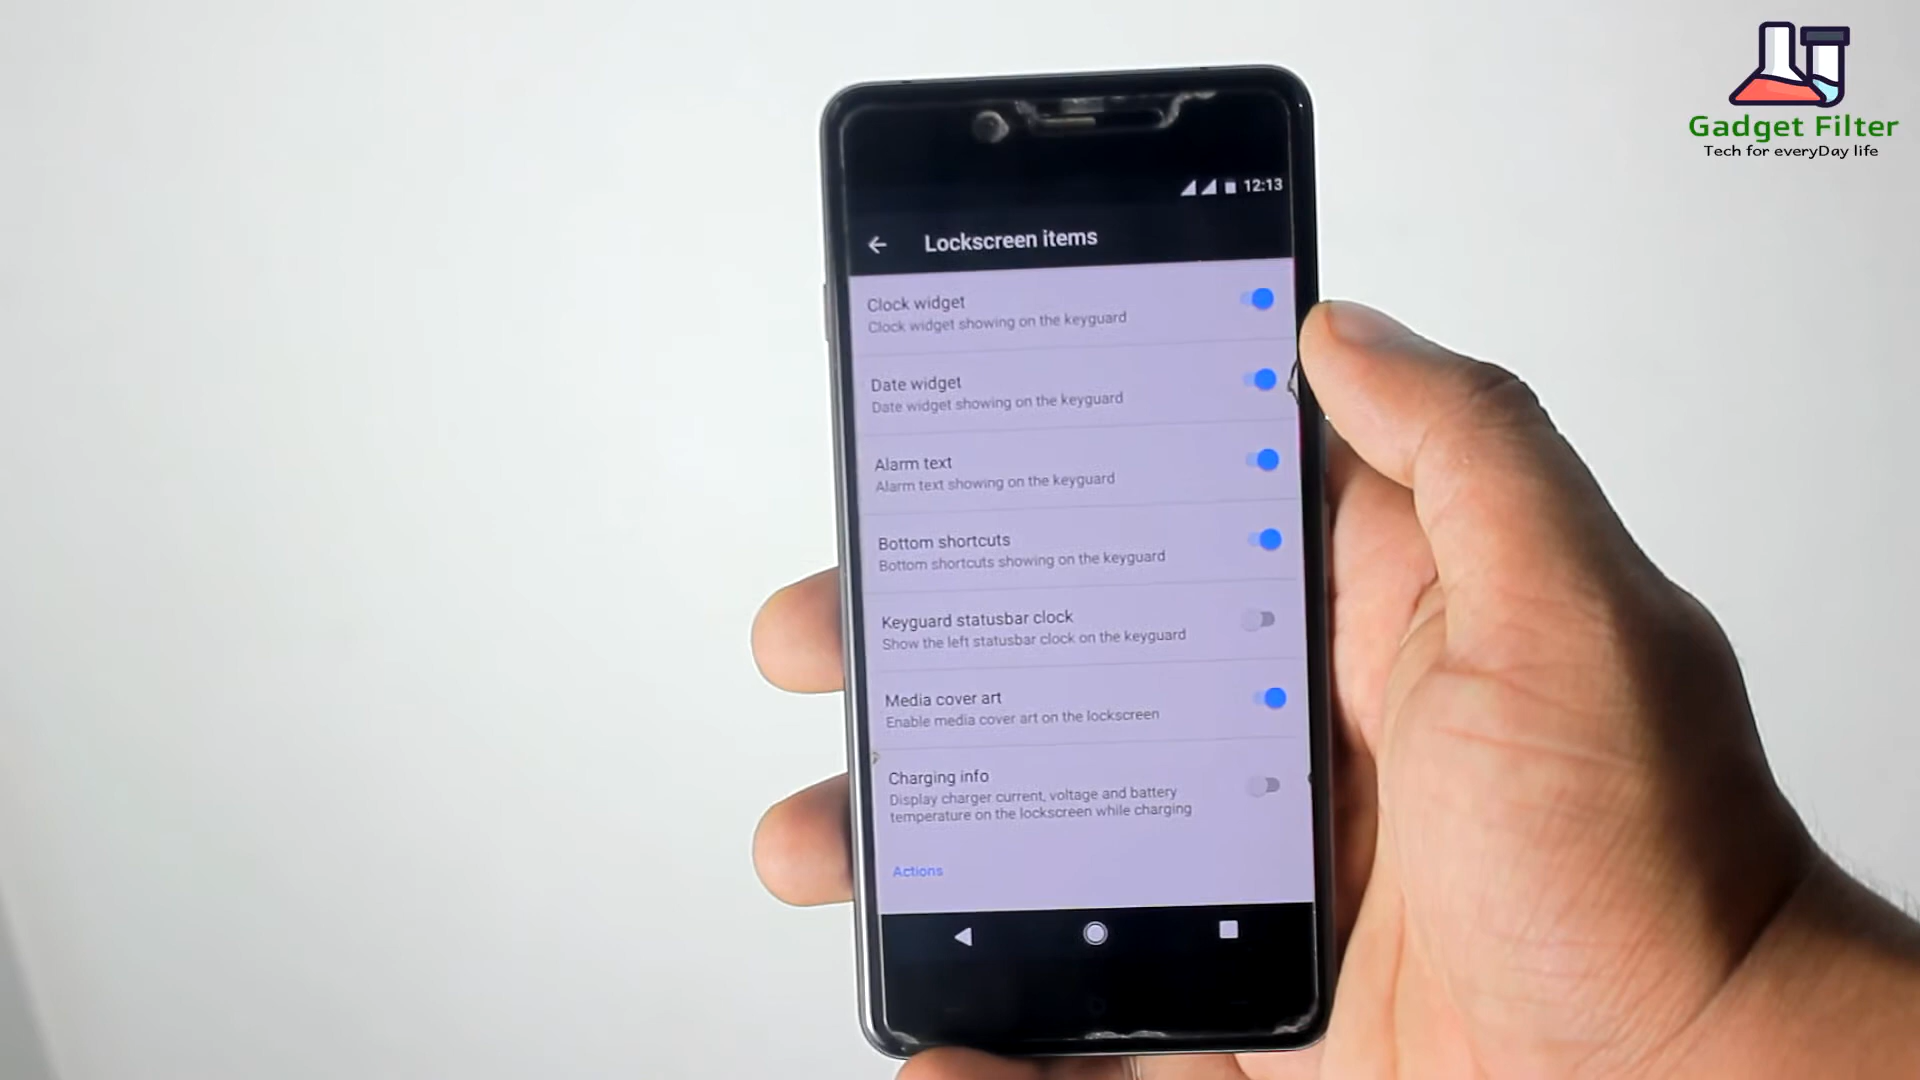 Gadget Filter
Tech for everyDay life
12:13
Lockscreen items
Clock widget
Clock widget showing on the keyguard
Date widget
Date widget showing on the keyguard
Alarm text
Alarm text showing on the keyguard
Bottom shortcuts
Bottom shortcuts showing on the keyguard
Keyguard statusbar clock
Show the left statusbar clock on the keyguard
Media cover art
Enable media cover art on the lockscreen
Charging info
Display charger current, voltage and battery
temperature on the lockscreen while charging
Actions